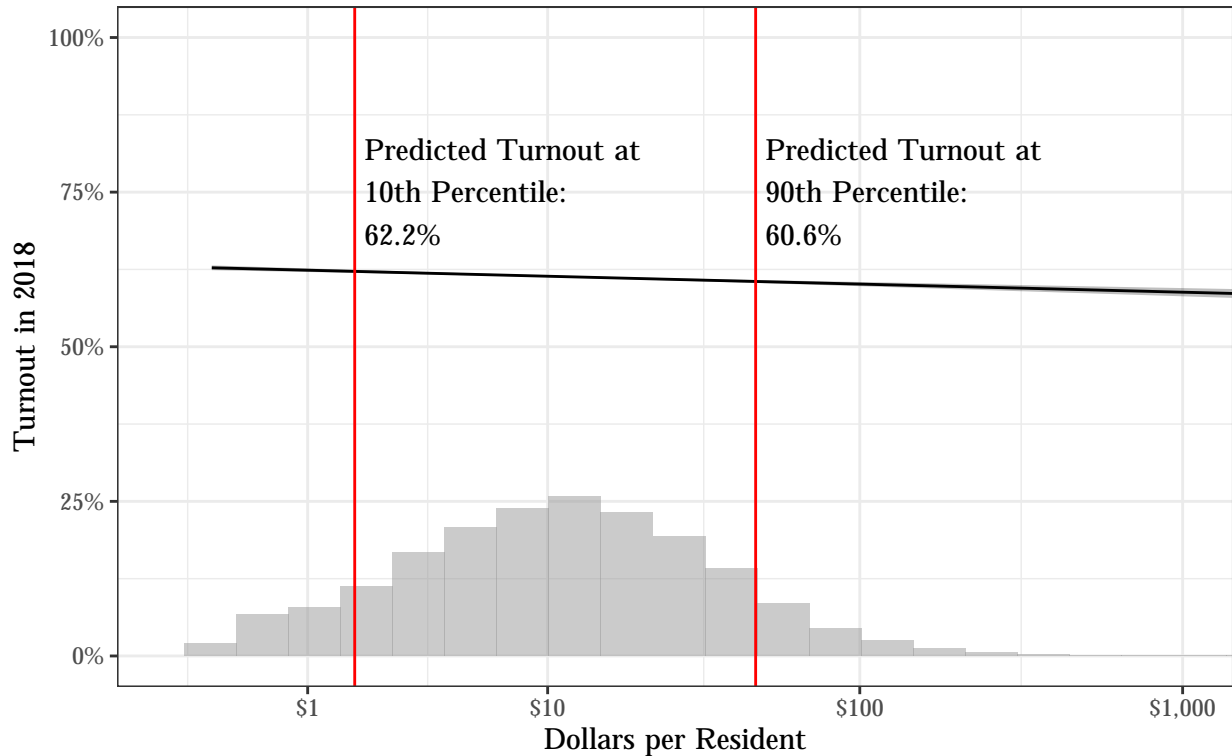 100%
75%
50%
25%
0%
Turnout in 2018
Predicted Turnout at
10th Percentile:
62.2%
Predicted Turnout at
90th Percentile:
60.6%
$1
$10
$100
$1,000
Dollars per Resident